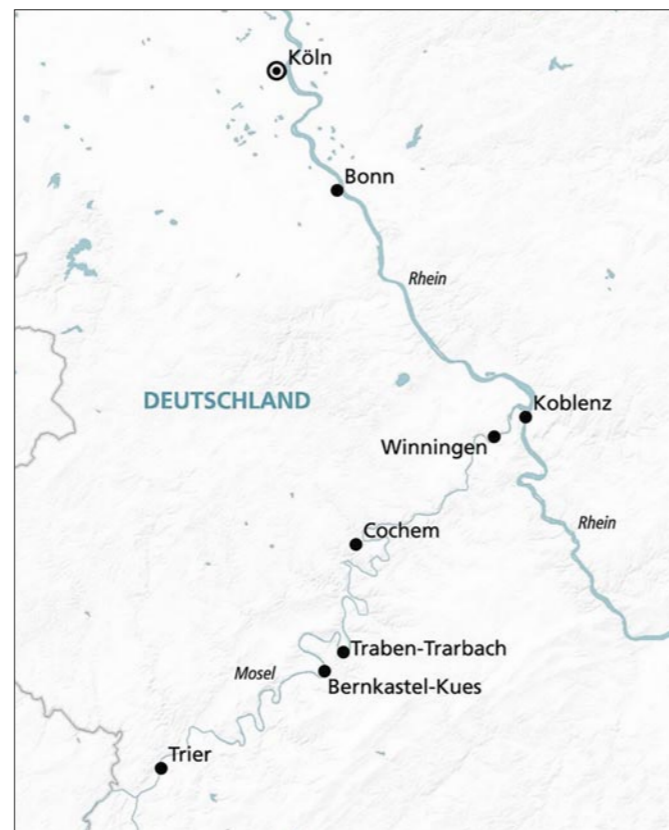 Köln
Bonn
Rhein
DEUTSCHLAND
Koblenz
Winningen
Rhein
Cochem
Traben-Trarbach
Mosel
Bernkastel-Kues
Trier